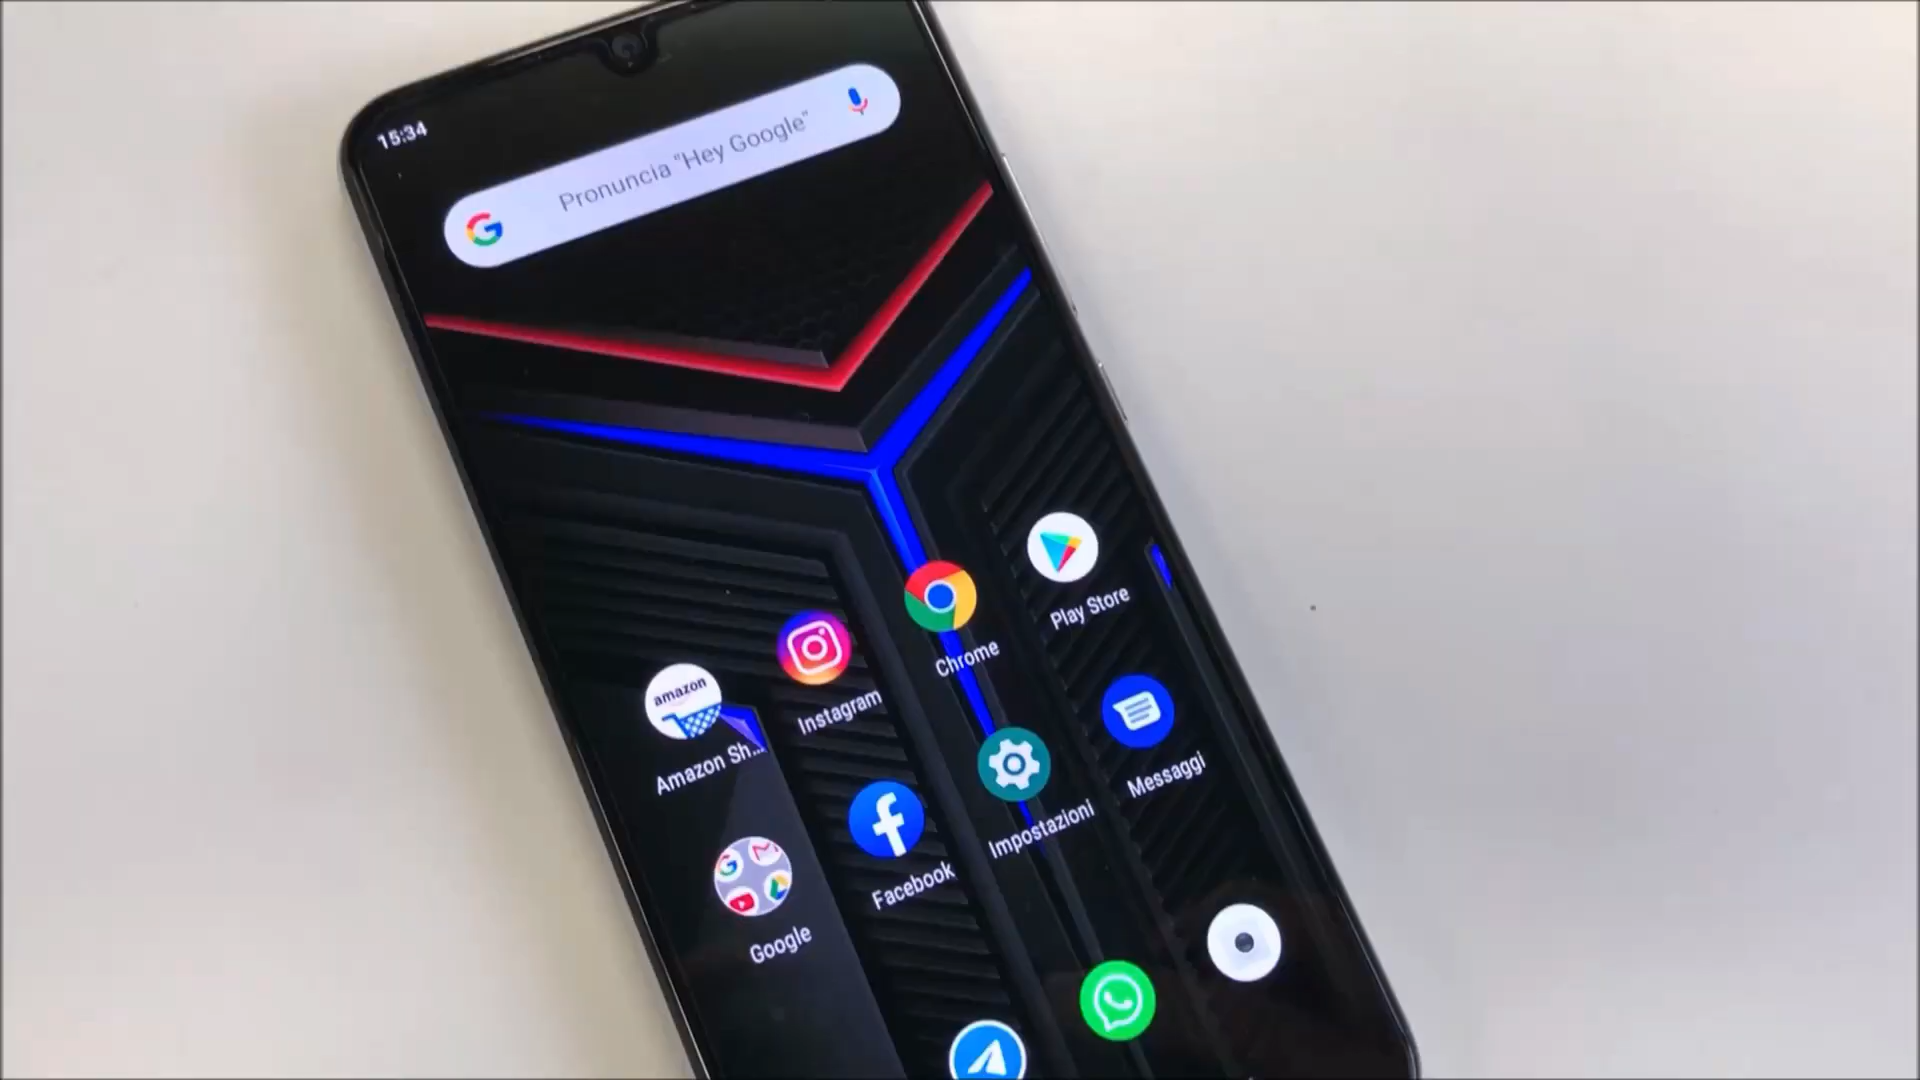 15:34
Pronuncia "Hey Google"
Play Store
Chrome
Instagram
amazon
Amazon Sh...
Messaggi
Impostazioni
Facebook
Google